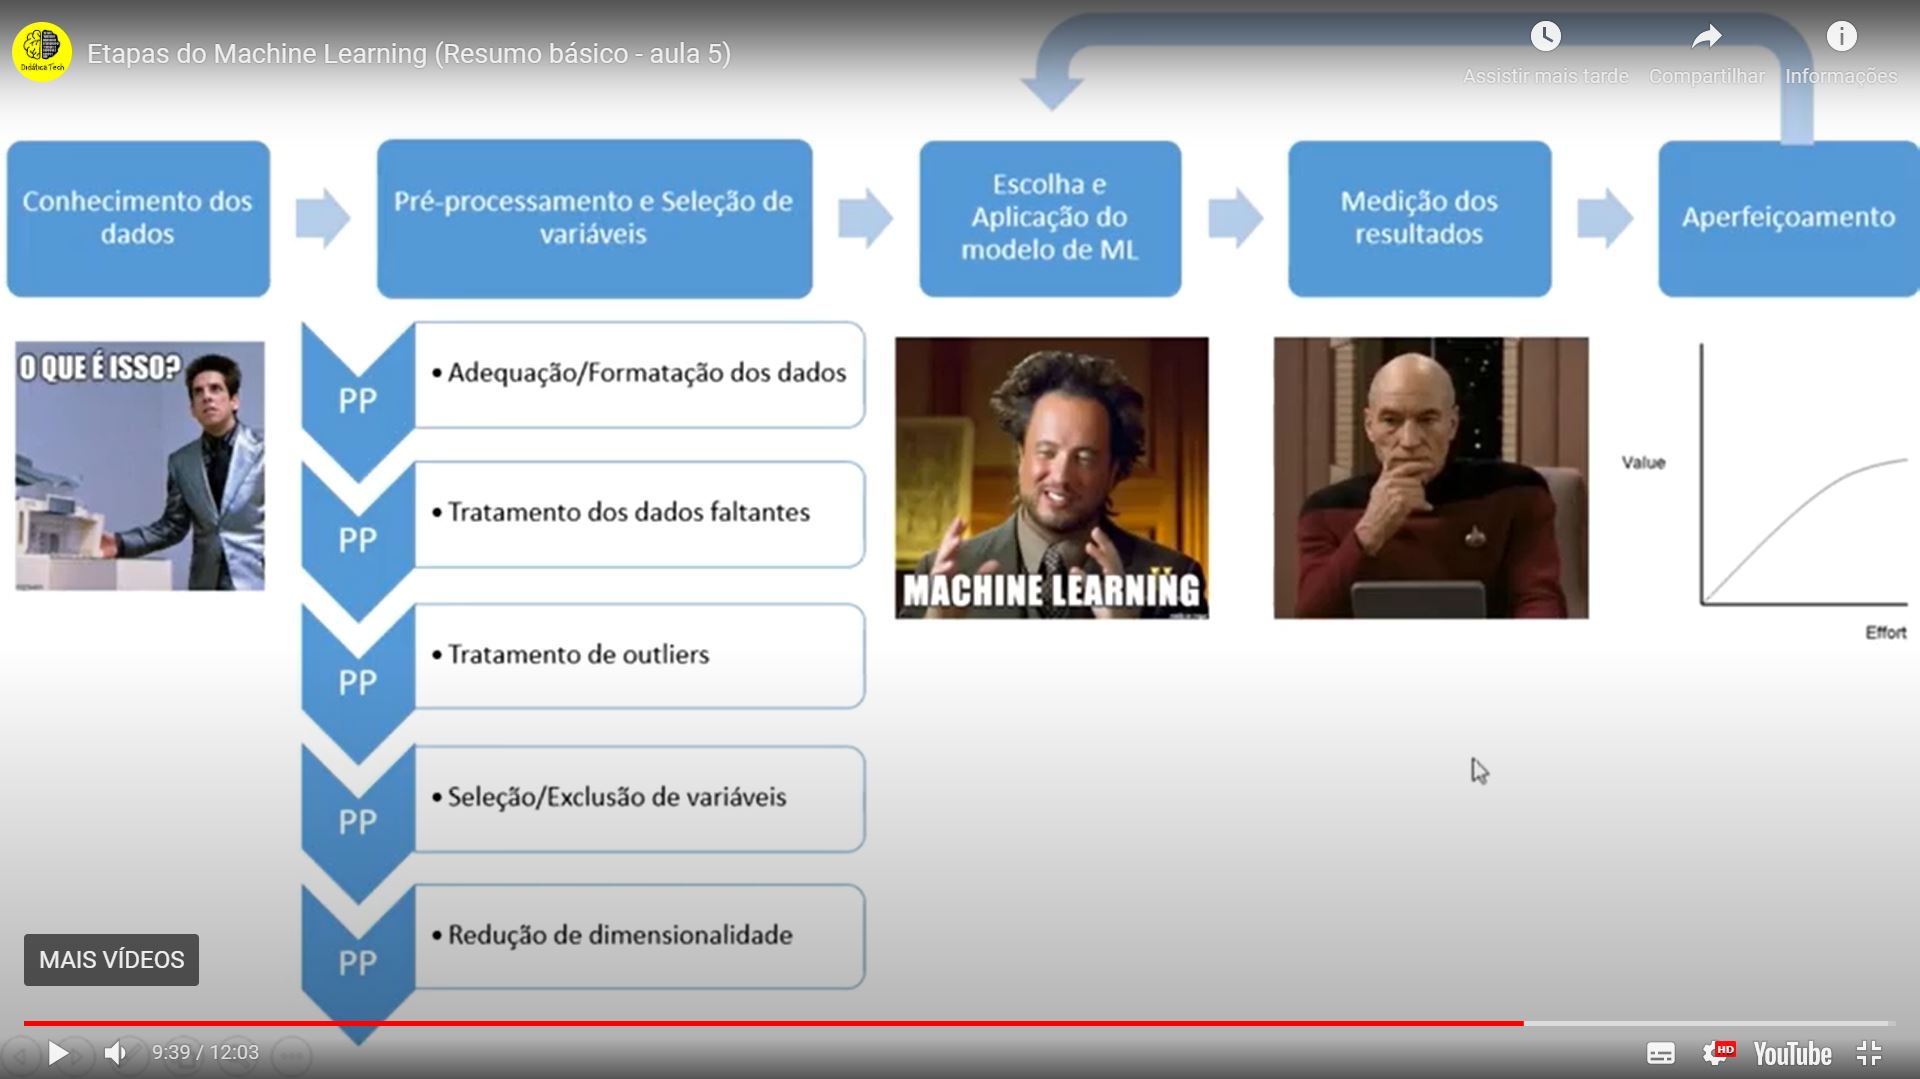 Didática Tech
Etapas do Machine Learning (Resumo básico - aula 5)
Assistir mais tarde
Compartilhar
Informações
Conhecimento dos
dados
Pré-processamento e Seleção de
variáveis
Escolha e
Aplicação do
modelo de ML
Medição dos
resultados
Aperfeiçoamento
O QUE É ISSO?
PP
• Adequação/Formatação dos dados
PP
• Tratamento dos dados faltantes
PP
• Tratamento de outliers
PP
• Seleção/Exclusão de variáveis
PP
• Redução de dimensionalidade
MACHINE LEARNING
Value
Effort
MAIS VÍDEOS
9:39 / 12:03
HD
YouTube